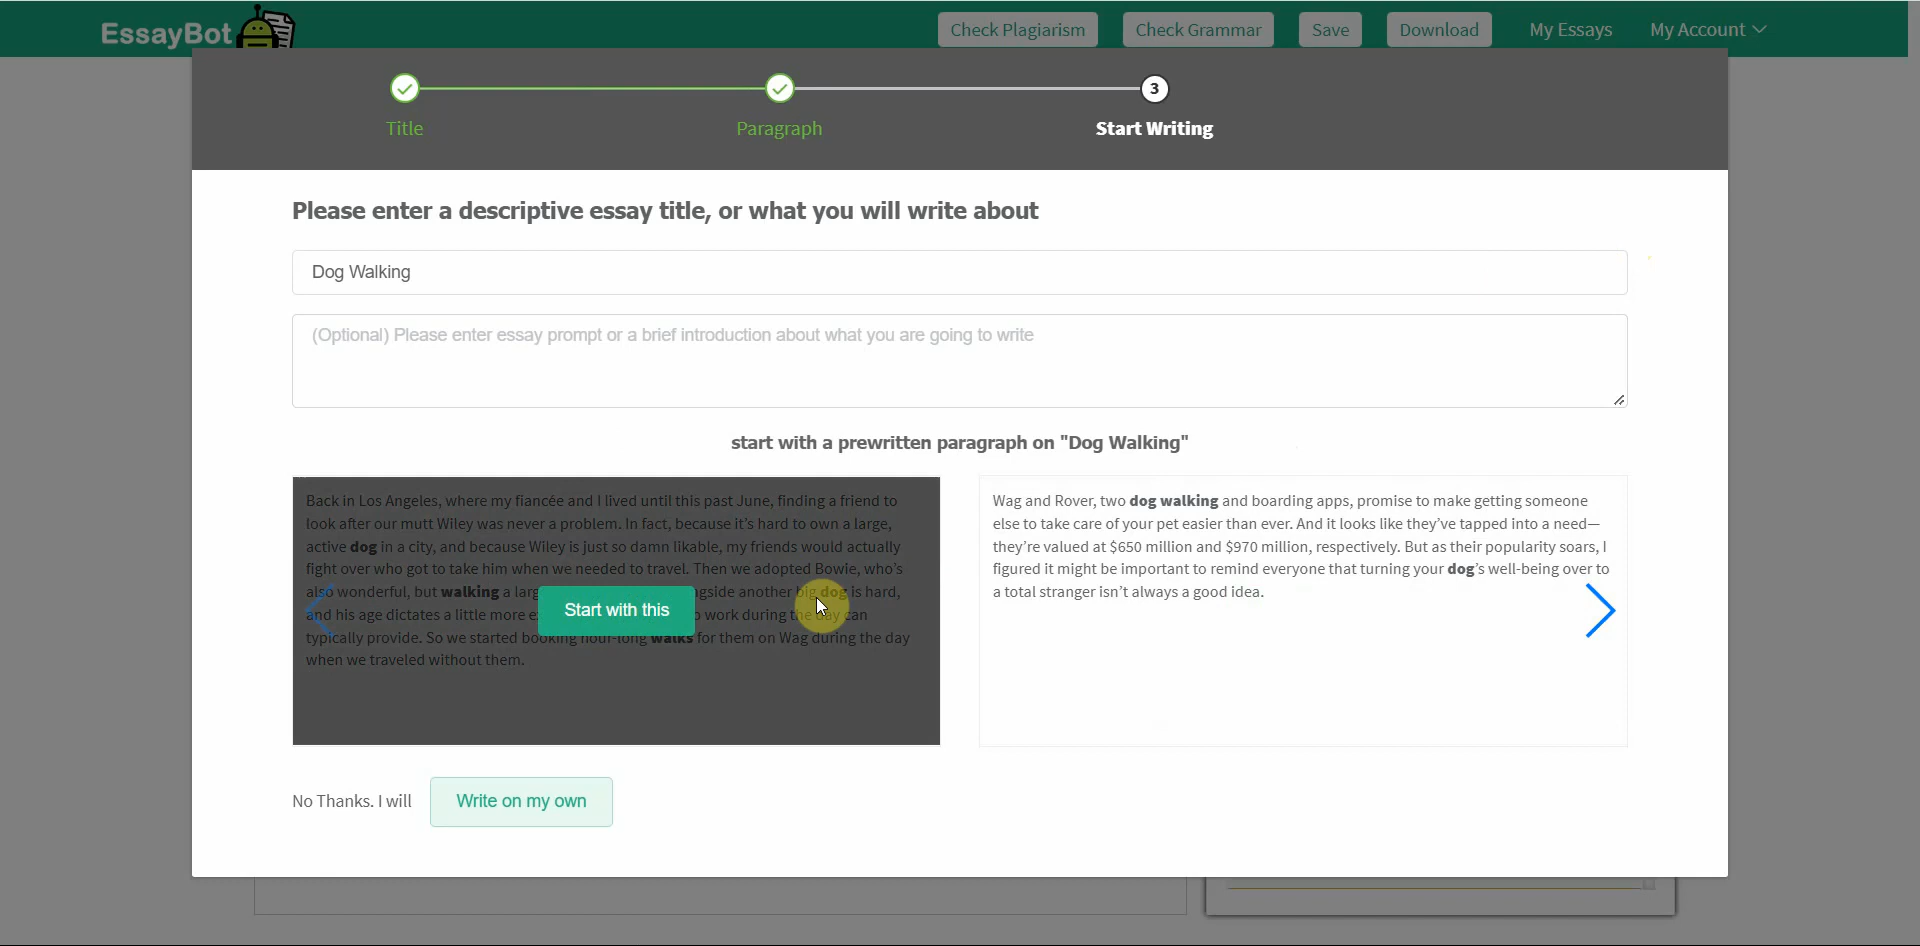 EssayBot
Check Plagiarism
Check Grammar
Save
Download
My Essays
My Account
3
Title
Paragraph
Start Writing
Please enter a descriptive essay title, or what you will write about
Dog Walking
(Optional) Please enter essay prompt or a brief introduction about what you are going to write
start with a prewritten paragraph on "Dog Walking"
Back in Los Angeles, where my fiancée and I lived until this past June, finding a friend to
look after our mutt Wiley was never a problem. In fact, because it's hard to own a large,
active dog in a city, and because Wiley is just so damn likable, my friends would actually
fight over who got to take him when we needed to travel. Then we adopted Bowie, who's
also wonderful, but walking a another big dog is hard,
and his age dictates a little more work during the day can
typically provide. So we started booking hour-long walks for them on Wag during the day
when we traveled without them.
Start with this
Wag and Rover, two dog walking and boarding apps, promise to make getting someone
else to take care of your pet easier than ever. And it looks like they've tapped into a need—
they're valued at $650 million and $970 million, respectively. But as their popularity soars, I
figured it might be important to remind everyone that turning your dog's well-being over to
a total stranger isn't always a good idea.
No Thanks. I will
Write on my own